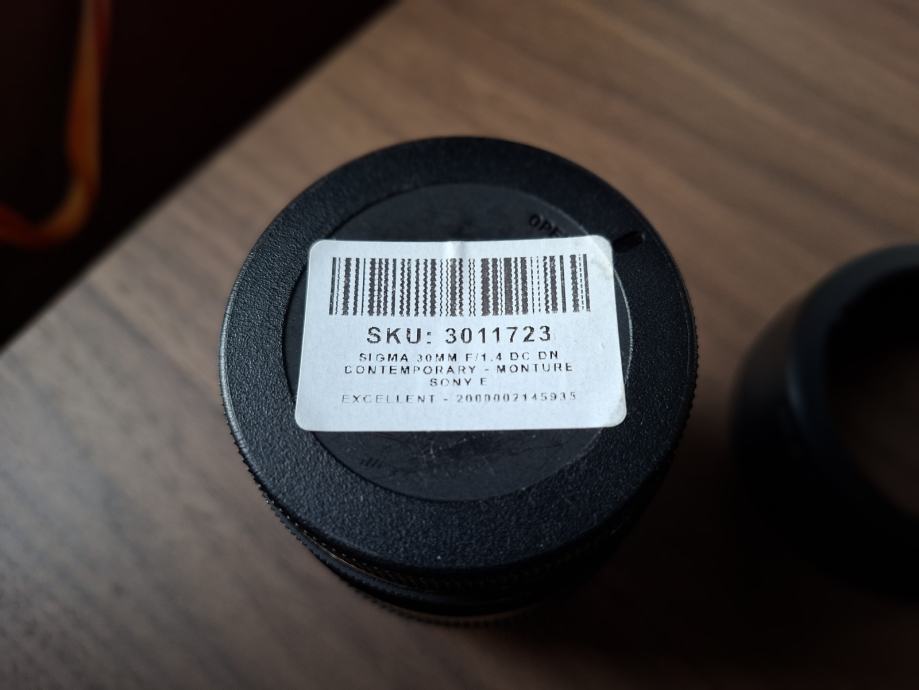 SKU: 3011723
SIGMA 30MM F/1.4 DC DN
CONTEMPORARY - MONTURE
SONY E
EXCELLENT - 2000002145935